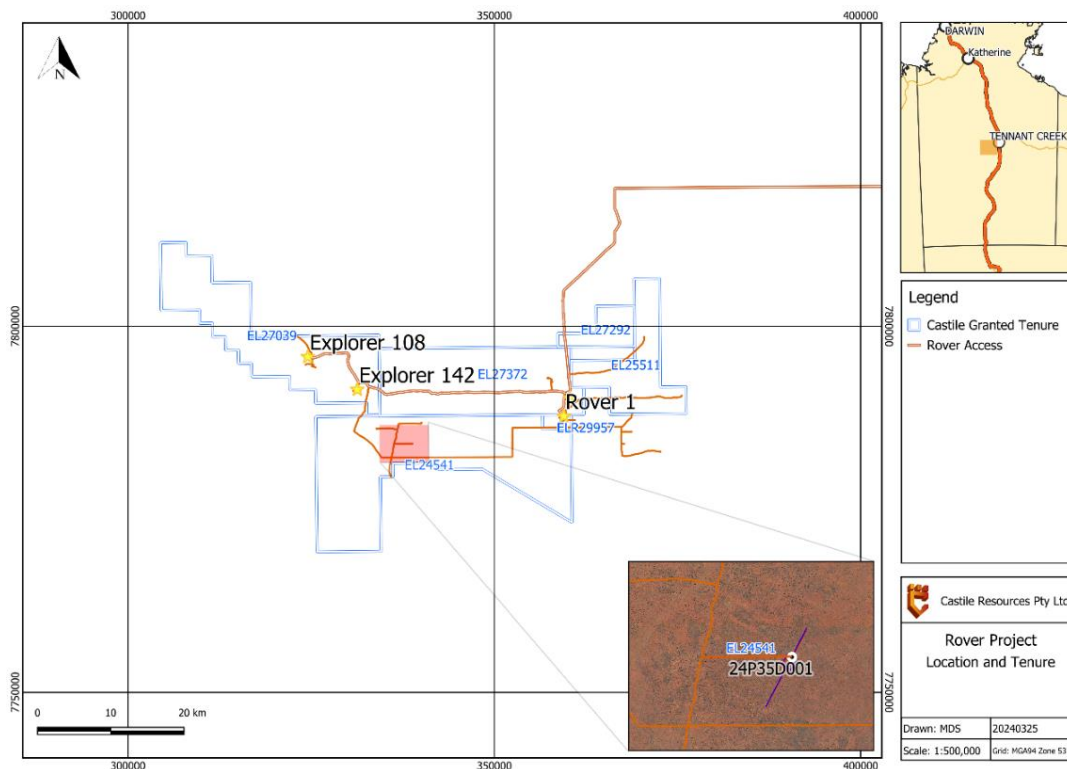 300000
350000
400000
N
7800000
7800000
EL27039
Explorer 108
Explorer 142
EL27372
EL27292
EL25511
Rover 1
ELR29957
EL24541
7750000
7750000
0 10 20 km
EL24541
24P35D001
300000
350000
400000
DARWIN
Katherine
TENNANT CREEK
Legend
Castile Granted Tenure
Rover Access
Castile Resources Pty Ltd
Rover Project
Location and Tenure
Drawn: MDS 20240325
Scale: 1:500,000 Grid: MGA94 Zone 53